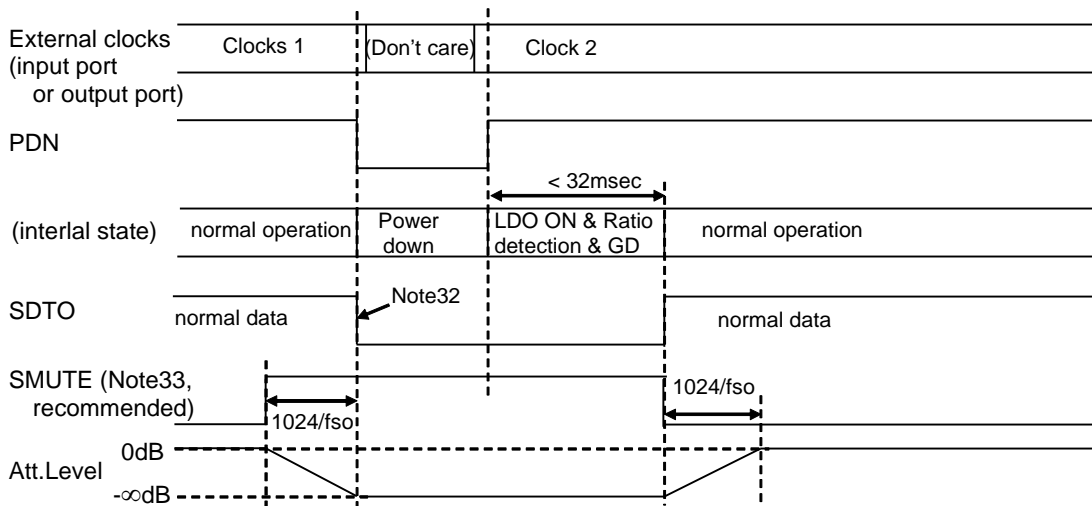 External clocks
(input port
or output port)
Clocks 1
(Don't care)
Clock 2
PDN
< 32msec
(interlal state)
normal operation
Power
down
LDO ON & Ratio
detection & GD
normal operation
SDTO
normal data
Note32
normal data
SMUTE (Note33,
recommended)
1024/fso
1024/fso
Att.Level
0dB
-∞dB